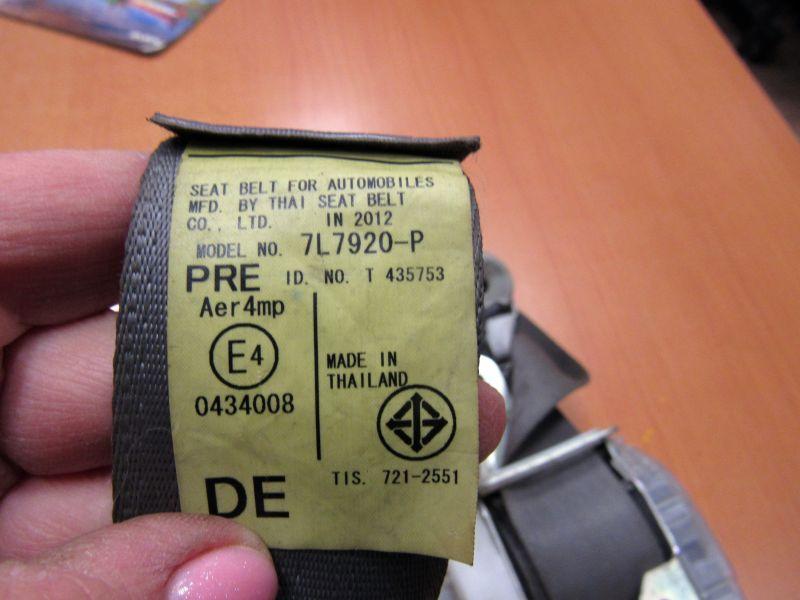 SEAT BELT FOR AUTOMOBILES
MFD. BY THAI SEAT BELT
CO., LTD. IN 2012
MODEL NO. 7L7920-P
PRE ID. NO. T 435753
Aer4mp
E4
0434008
MADE IN
THAILAND
TIS. 721-2551
DE